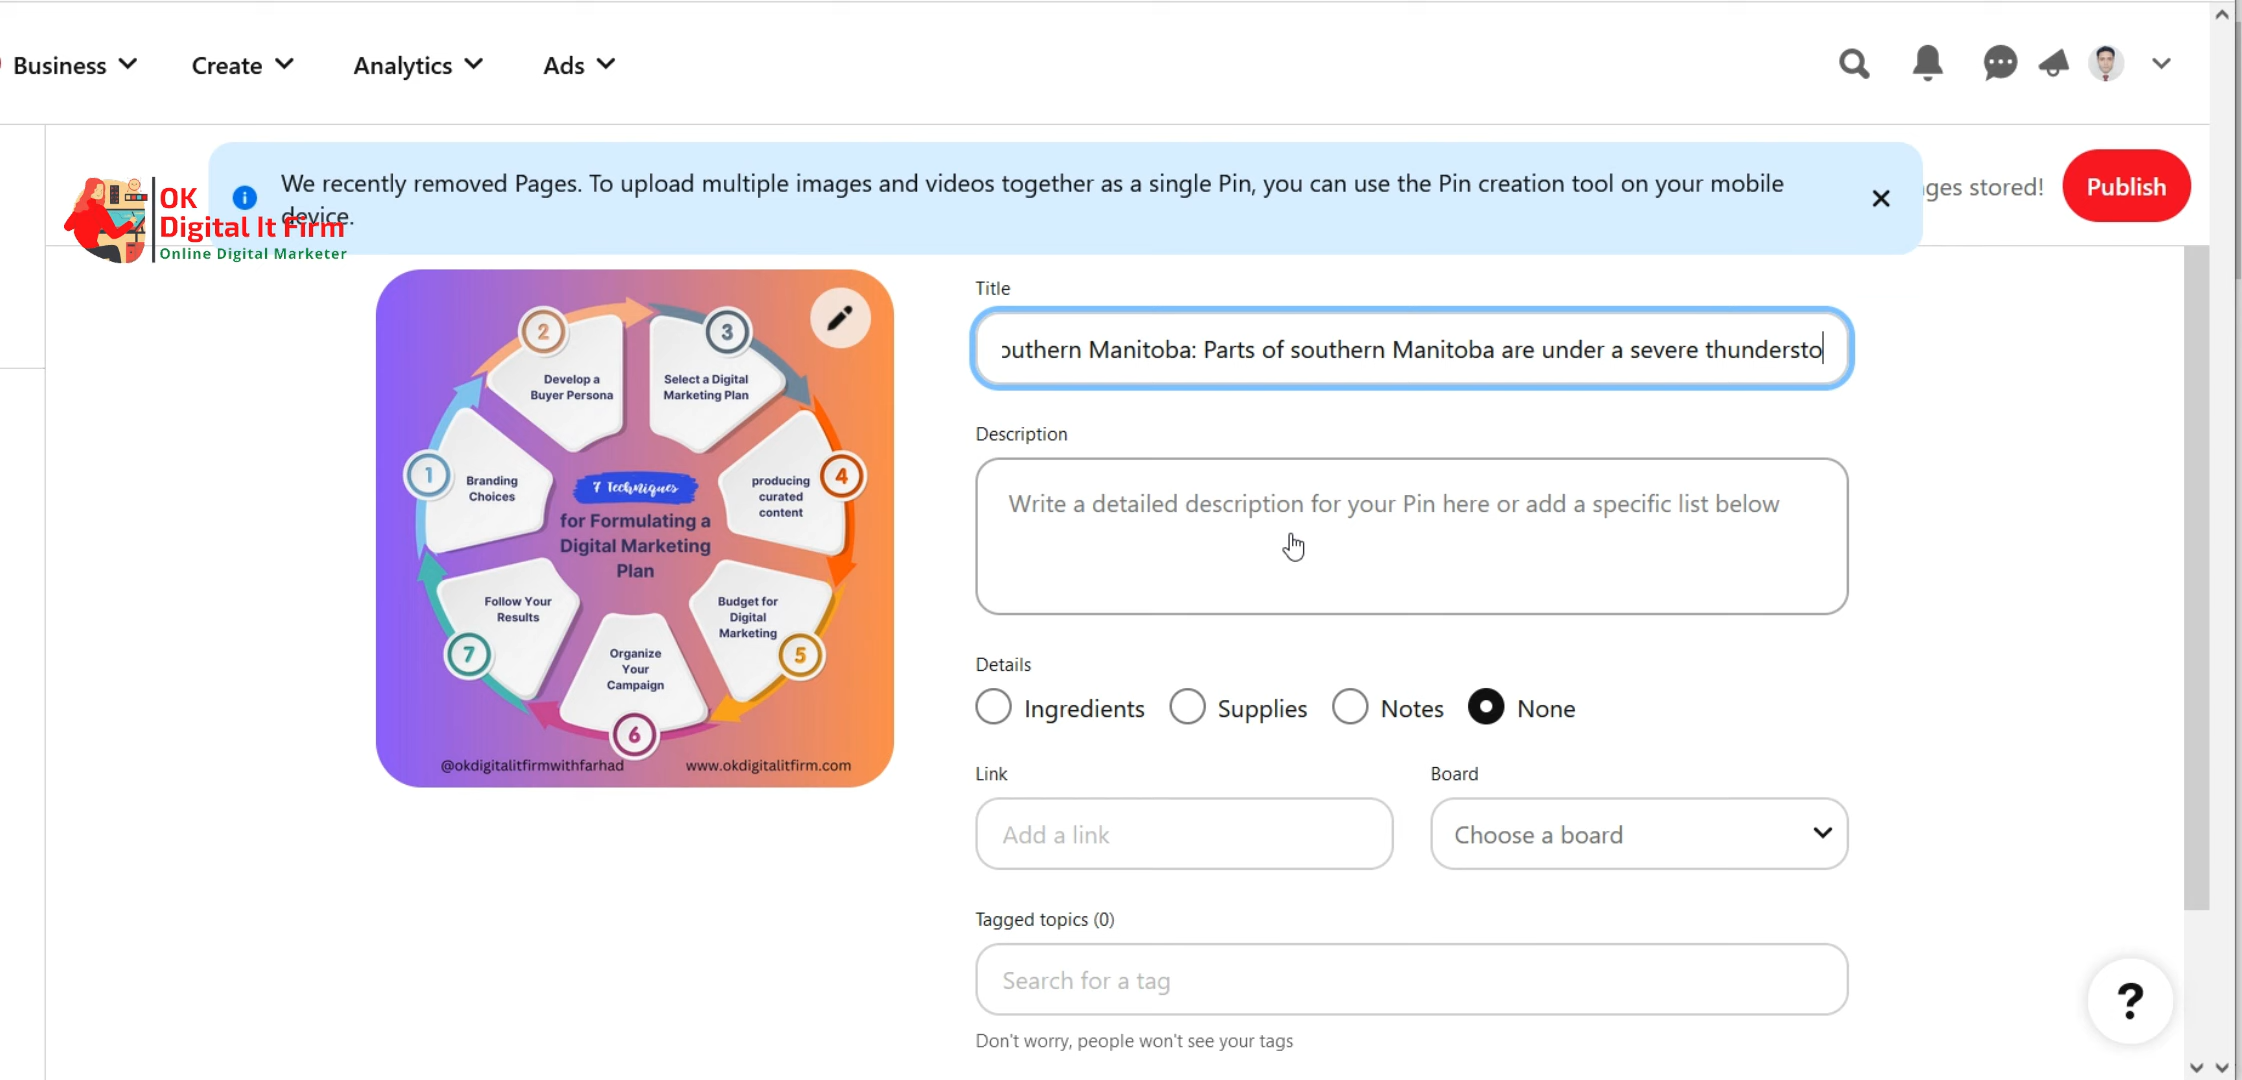 Business
Create
Analytics
Ads
We recently removed Pages. To upload multiple images and videos together as a single Pin, you can use the Pin creation tool on your mobile
device.
ges stored!
Publish
OK
Digital It Firm
Online Digital Marketer
2
3
Develop a
Buyer Persona
Select a Digital
Marketing Plan
1
Branding
Choices
4
producing
curated
content
7 Techniques
for Formulating a
Digital Marketing
Plan
Follow Your
Results
7
Budget for
Digital
Marketing
5
Organize
Your
Campaign
6
@okdigitalitfirmwithfarhad
www.okdigitalitfirm.com
Title
outhern Manitoba: Parts of southern Manitoba are under a severe thundersto
Description
Write a detailed description for your Pin here or add a specific list below
Details
Ingredients
Supplies
Notes
None
Link
Board
Add a link
Choose a board
Tagged topics (0)
Search for a tag
Don't worry, people won't see your tags
?